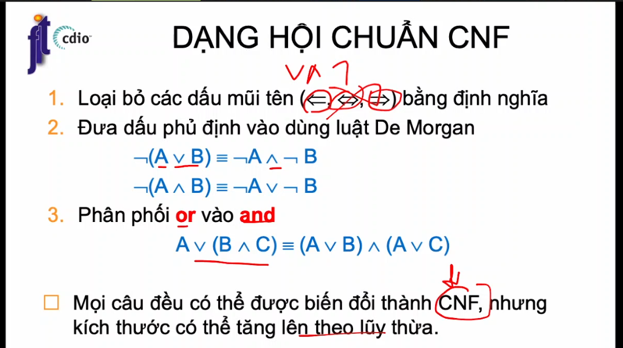 fit cdio
DẠNG HỘI CHUẨN CNF
∨ ∧ ¬
1. Loại bỏ các dấu mũi tên (⇐, ⇔, ⇒) bằng định nghĩa
2. Đưa dấu phủ định vào dùng luật De Morgan
¬(A ∨ B) ≡ ¬A ∧ ¬ B
¬(A ∧ B) ≡ ¬A ∨ ¬ B
3. Phân phối or vào and
A ∨ (B ∧ C) ≡ (A ∨ B) ∧ (A ∨ C)
Mọi câu đều có thể được biến đổi thành CNF, nhưng
kích thước có thể tăng lên theo lũy thừa.